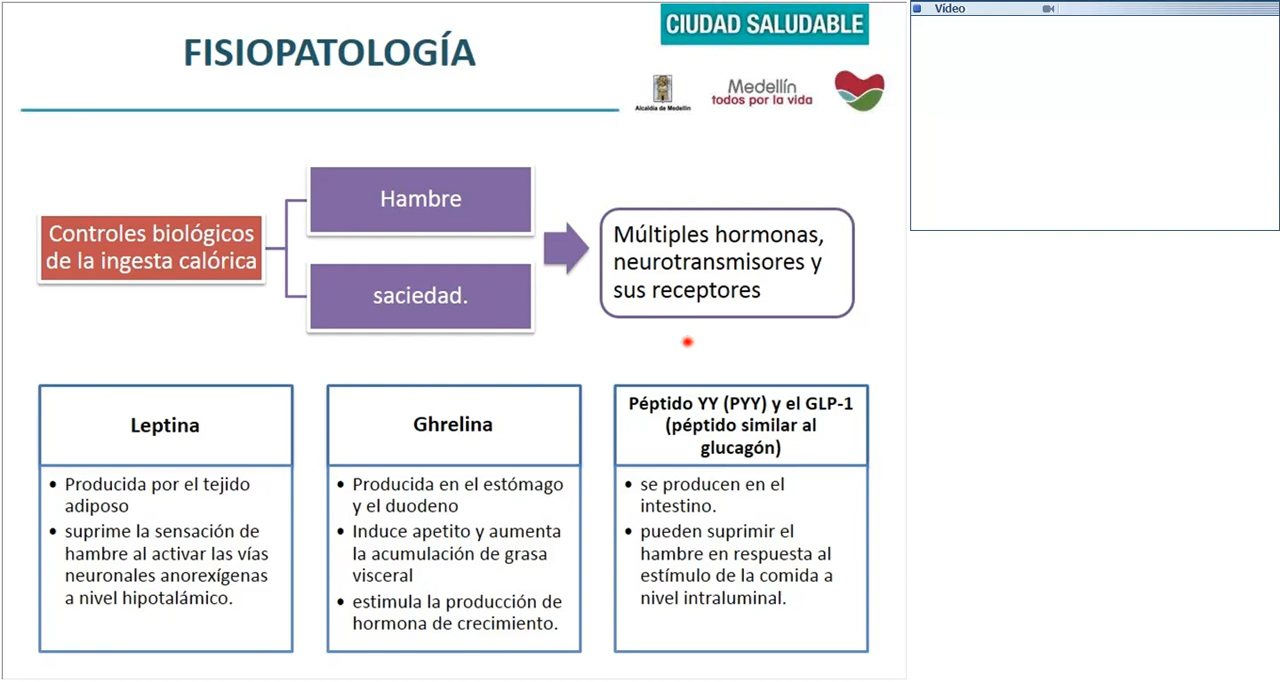 FISIOPATOLOGÍA
CIUDAD SALUDABLE
Alcaldía de Medellín
Medellín
todos por la vida
Vídeo
Controles biológicos
de la ingesta calórica
Hambre
saciedad.
Múltiples hormonas,
neurotransmisores y
sus receptores
Leptina
• Producida por el tejido
adiposo
• suprime la sensación de
hambre al activar las vías
neuronales anorexígenas
a nivel hipotalámico.
Ghrelina
• Producida en el estómago
y el duodeno
• Induce apetito y aumenta
la acumulación de grasa
visceral
• estimula la producción de
hormona de crecimiento.
Péptido YY (PYY) y el GLP-1
(péptido similar al
glucagón)
• se producen en el
intestino.
• pueden suprimir el
hambre en respuesta al
estímulo de la comida a
nivel intraluminal.